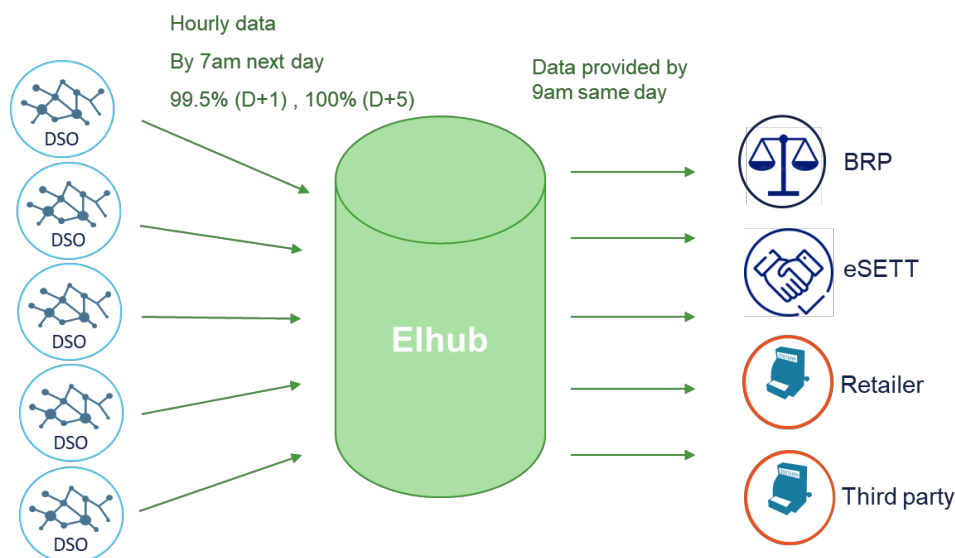 Hourly data
By 7am next day
99.5% (D+1) , 100% (D+5)
Data provided by
9am same day
DSO
DSO
DSO
DSO
DSO
Elhub
BRP
eSETT
Retailer
Third party